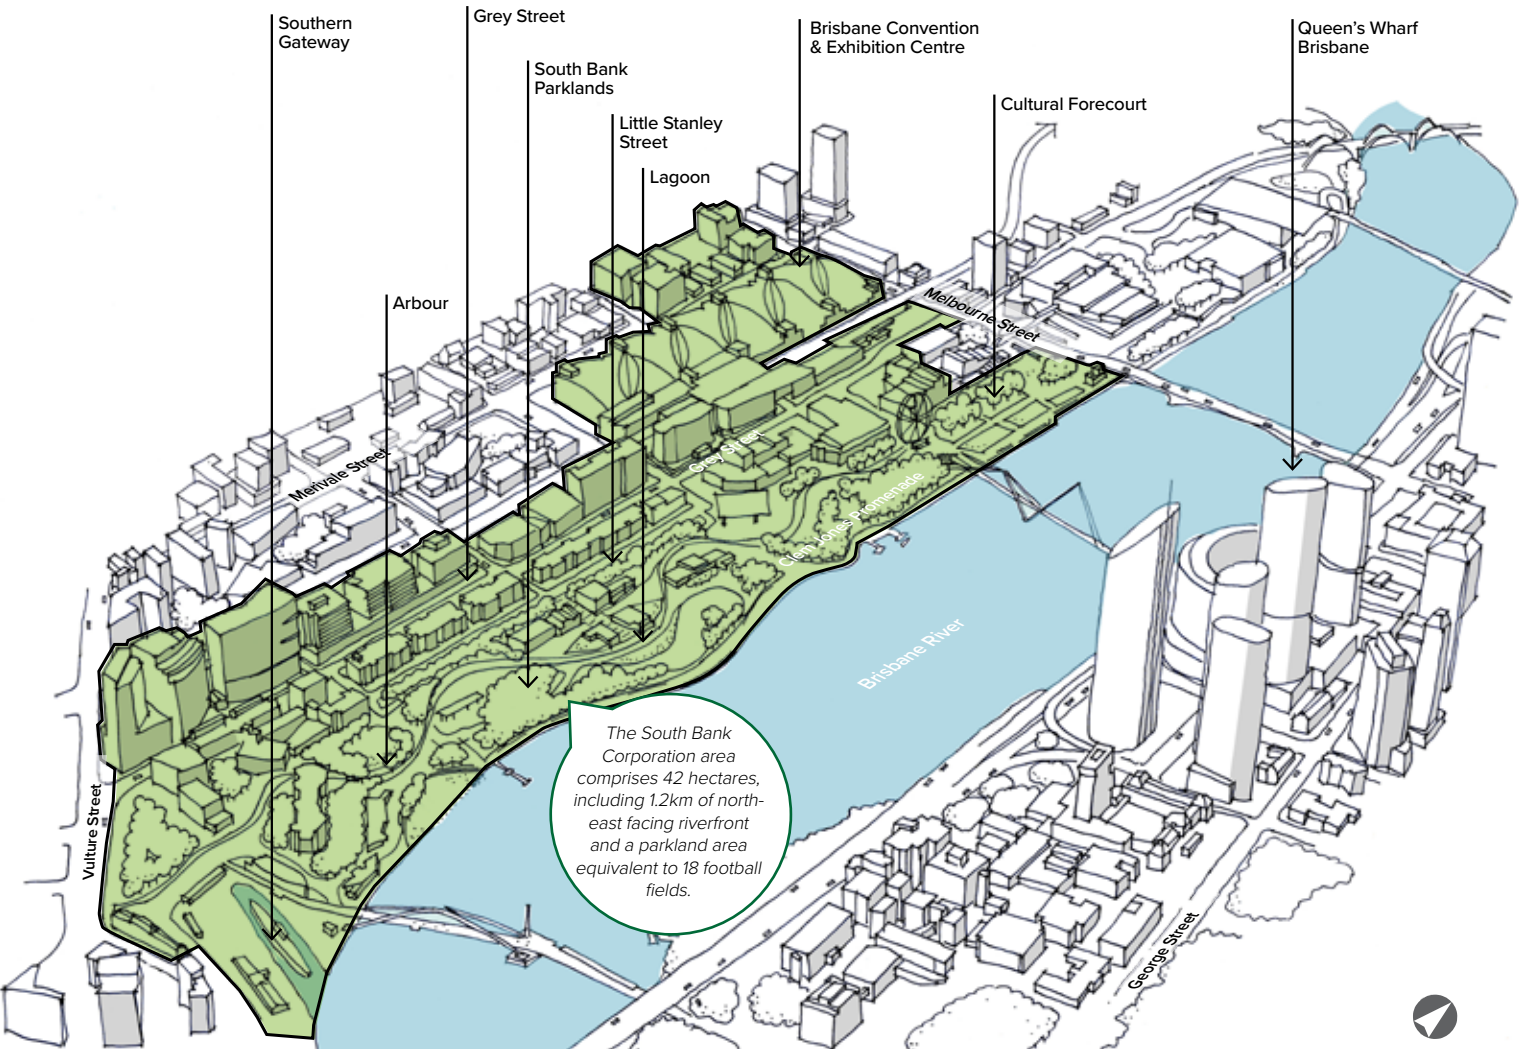 Southern
Gateway
Grey Street
South Bank
Parklands
Little Stanley
Street
Lagoon
Brisbane Convention
& Exhibition Centre
Cultural Forecourt
Queen’s Wharf
Brisbane
Arbour
Melbourne Street
Merivale Street
Grey Street
Clem Jones Promenade
Brisbane River
Vulture Street
George Street
The South Bank
Corporation area
comprises 42 hectares,
including 1.2km of north-
east facing riverfront
and a parkland area
equivalent to 18 football
fields.